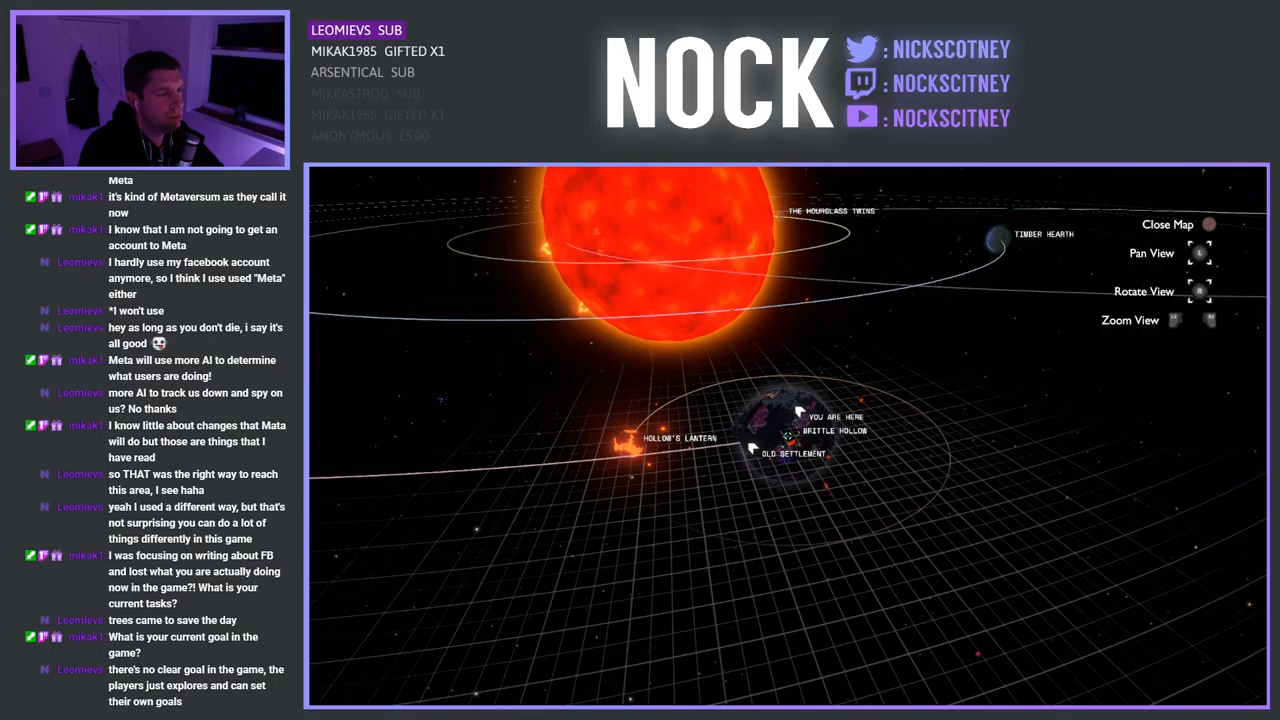 LEOMIEVS SUB
MIKAK1985 GIFTED X1
ARSENTICAL SUB
MIKEASTROD SUB
MIKAK1985 GIFTED X1
ANONYMOUS £5.00
NOCK
: NICKSCOTNEY
: NOCKSCITNEY
: NOCKSCITNEY
Meta
mikak1 it's kind of Metaversum as they call it
now
mikak1 I know that I am not going to get an
account to Meta
Leomievs I hardly use my facebook account
anymore, so I think I use used "Meta"
either
Leomievs *I won't use
Leomievs hey as long as you don't die, i say it's
all good
mikak1 Meta will use more AI to determine
what users are doing!
Leomievs more AI to track us down and spy on
us? No thanks
mikak1 I know little about changes that Mata
will do but those are things that I
have read
Leomievs so THAT was the right way to reach
this area, I see haha
Leomievs yeah I used a different way, but that's
not surprising you can do a lot of
things differently in this game
mikak1 I was focusing on writing about FB
and lost what you are actually doing
now in the game?! What is your
current tasks?
Leomievs trees came to save the day
mikak1 What is your current goal in the
game?
Leomievs there's no clear goal in the game, the
players just explores and can set
their own goals
THE HOURGLASS TWINS
TIMBER HEARTH
HOLLOW'S LANTERN
YOU ARE HERE
BRITTLE HOLLOW
OLD SETTLEMENT
Close Map
Pan View L
Rotate View R
Zoom View L2 R2